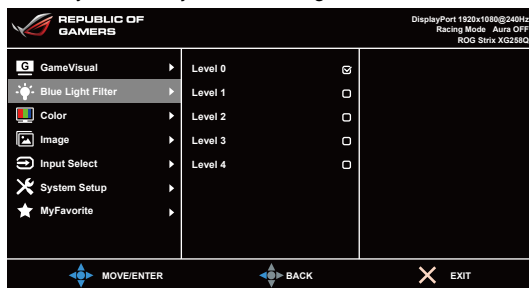 REPUBLIC OF
GAMERS
DisplayPort 1920x1080@240Hz
Racing Mode Aura OFF
ROG Strix XG258Q
G GameVisual
Blue Light Filter
Color
Image
Input Select
System Setup
MyFavorite
Level 0
Level 1
Level 2
Level 3
Level 4
MOVE/ENTER
BACK
EXIT